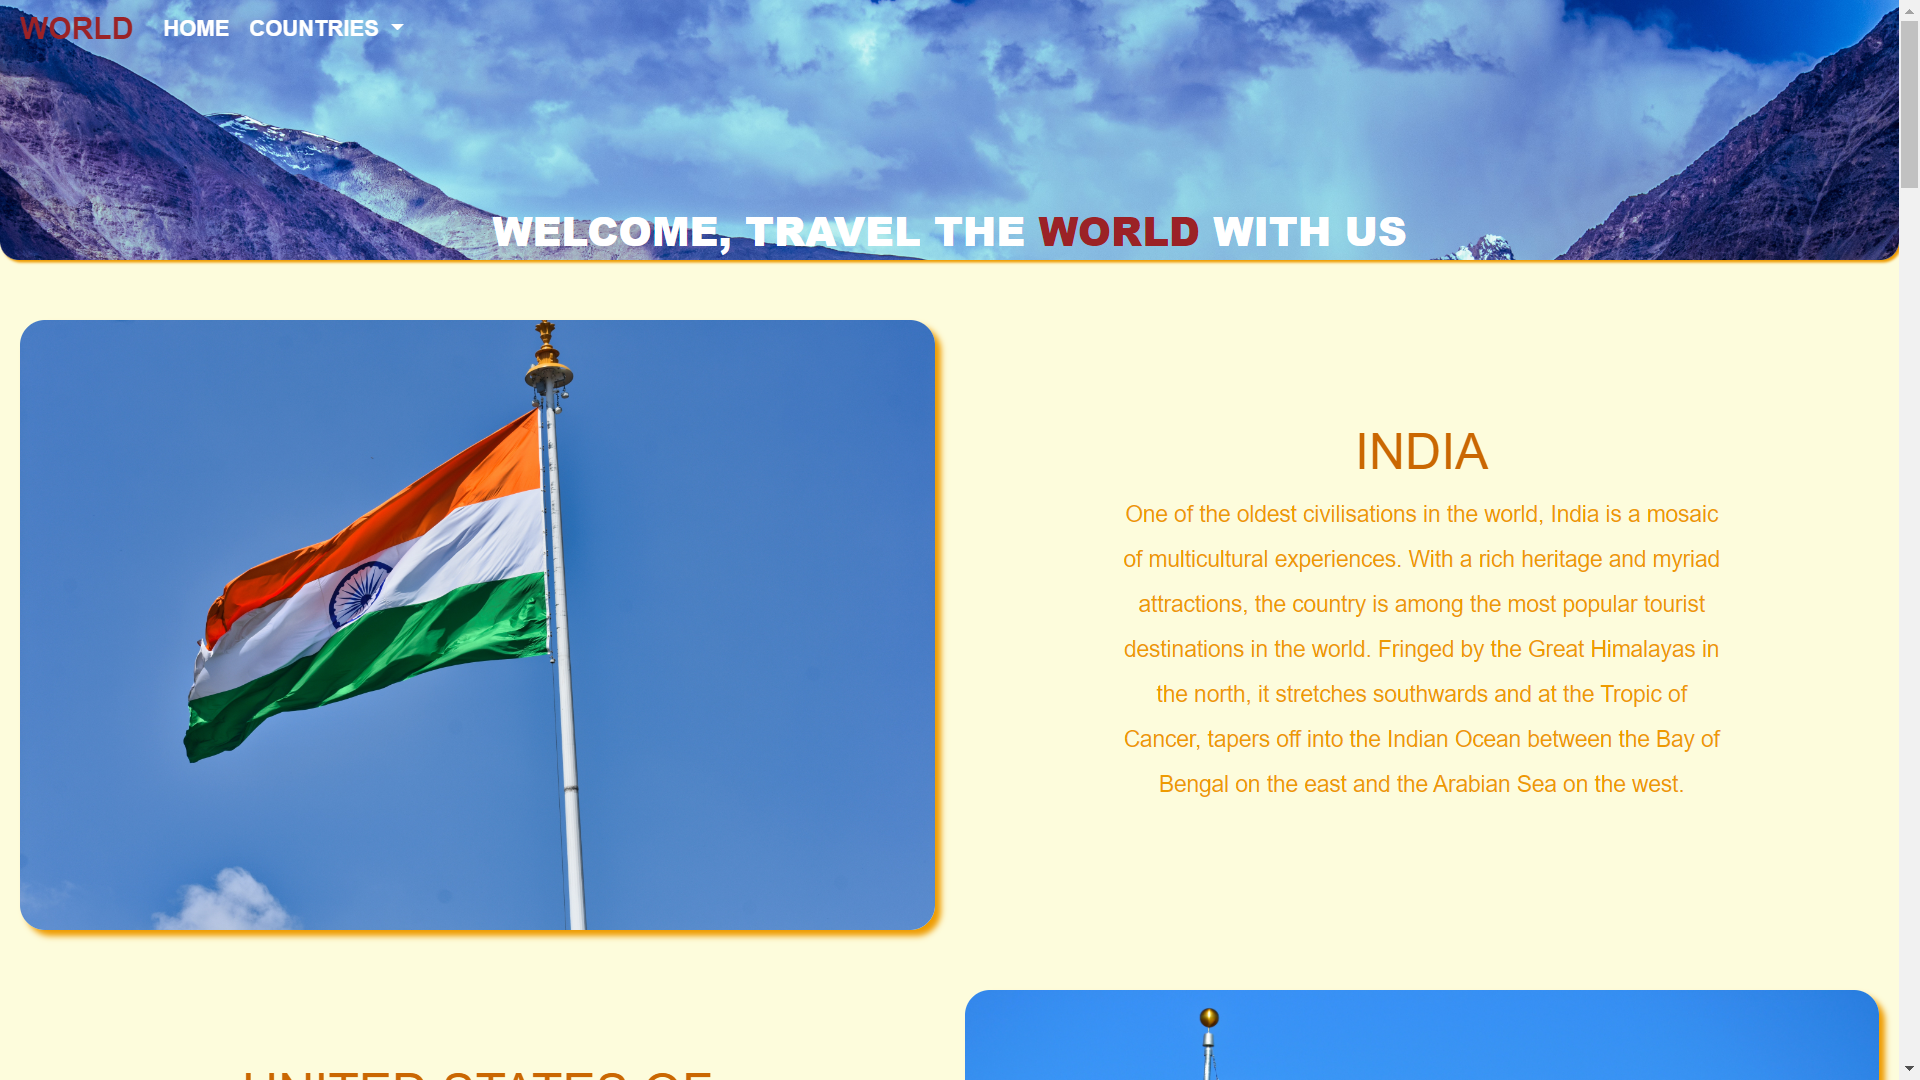 WORLD HOME COUNTRIES
WELCOME, TRAVEL THE WORLD WITH US
INDIA
One of the oldest civilisations in the world, India is a mosaic
of multicultural experiences. With a rich heritage and myriad
attractions, the country is among the most popular tourist
destinations in the world. Fringed by the Great Himalayas in
the north, it stretches southwards and at the Tropic of
Cancer, tapers off into the Indian Ocean between the Bay of
Bengal on the east and the Arabian Sea on the west.
UNITED STATES OF